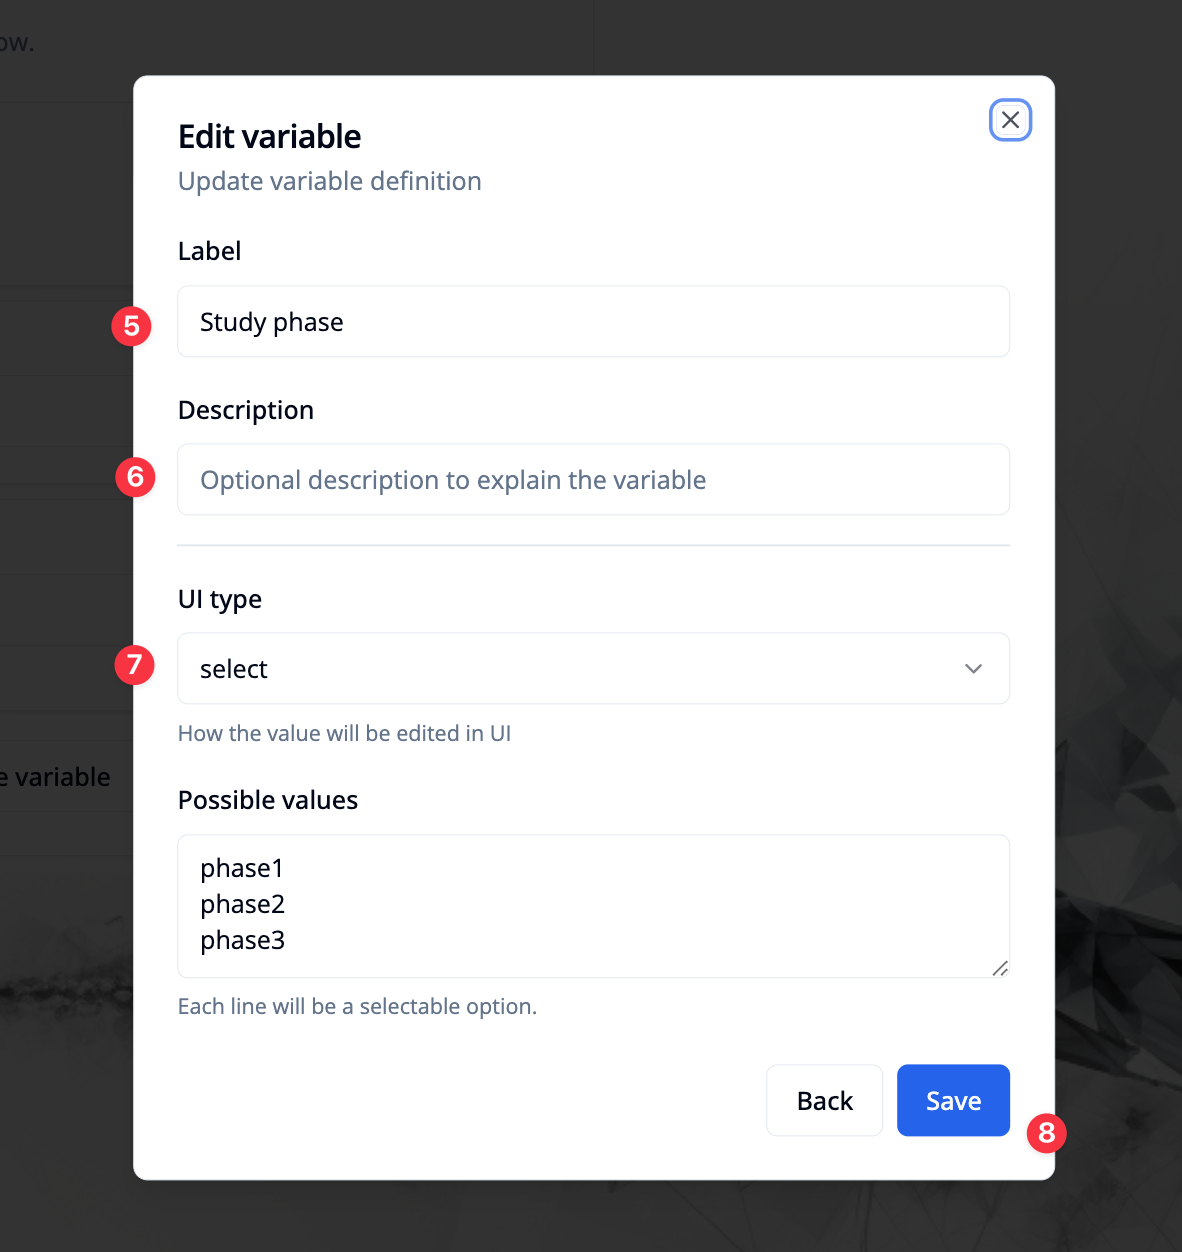 ow.
Edit variable
Update variable definition
Label
5
Study phase
Description
6
Optional description to explain the variable
UI type
7
select
How the value will be edited in UI
e variable
Possible values
phase1
phase2
phase3
Each line will be a selectable option.
Back
Save
8